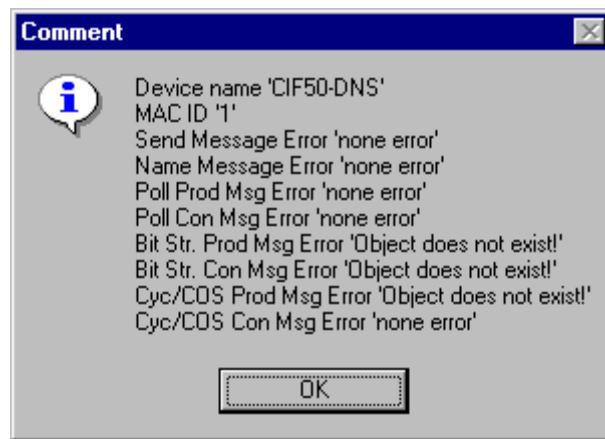 Comment
Device name 'CIF50-DNS'
MAC ID '1'
Send Message Error 'none error'
Name Message Error 'none error'
Poll Prod Msg Error 'none error'
Poll Con Msg Error 'none error'
Bit Str. Prod Msg Error 'Object does not exist!'
Bit Str. Con Msg Error 'Object does not exist!'
Cyc/COS Prod Msg Error 'Object does not exist!'
Cyc/COS Con Msg Error 'none error'
OK